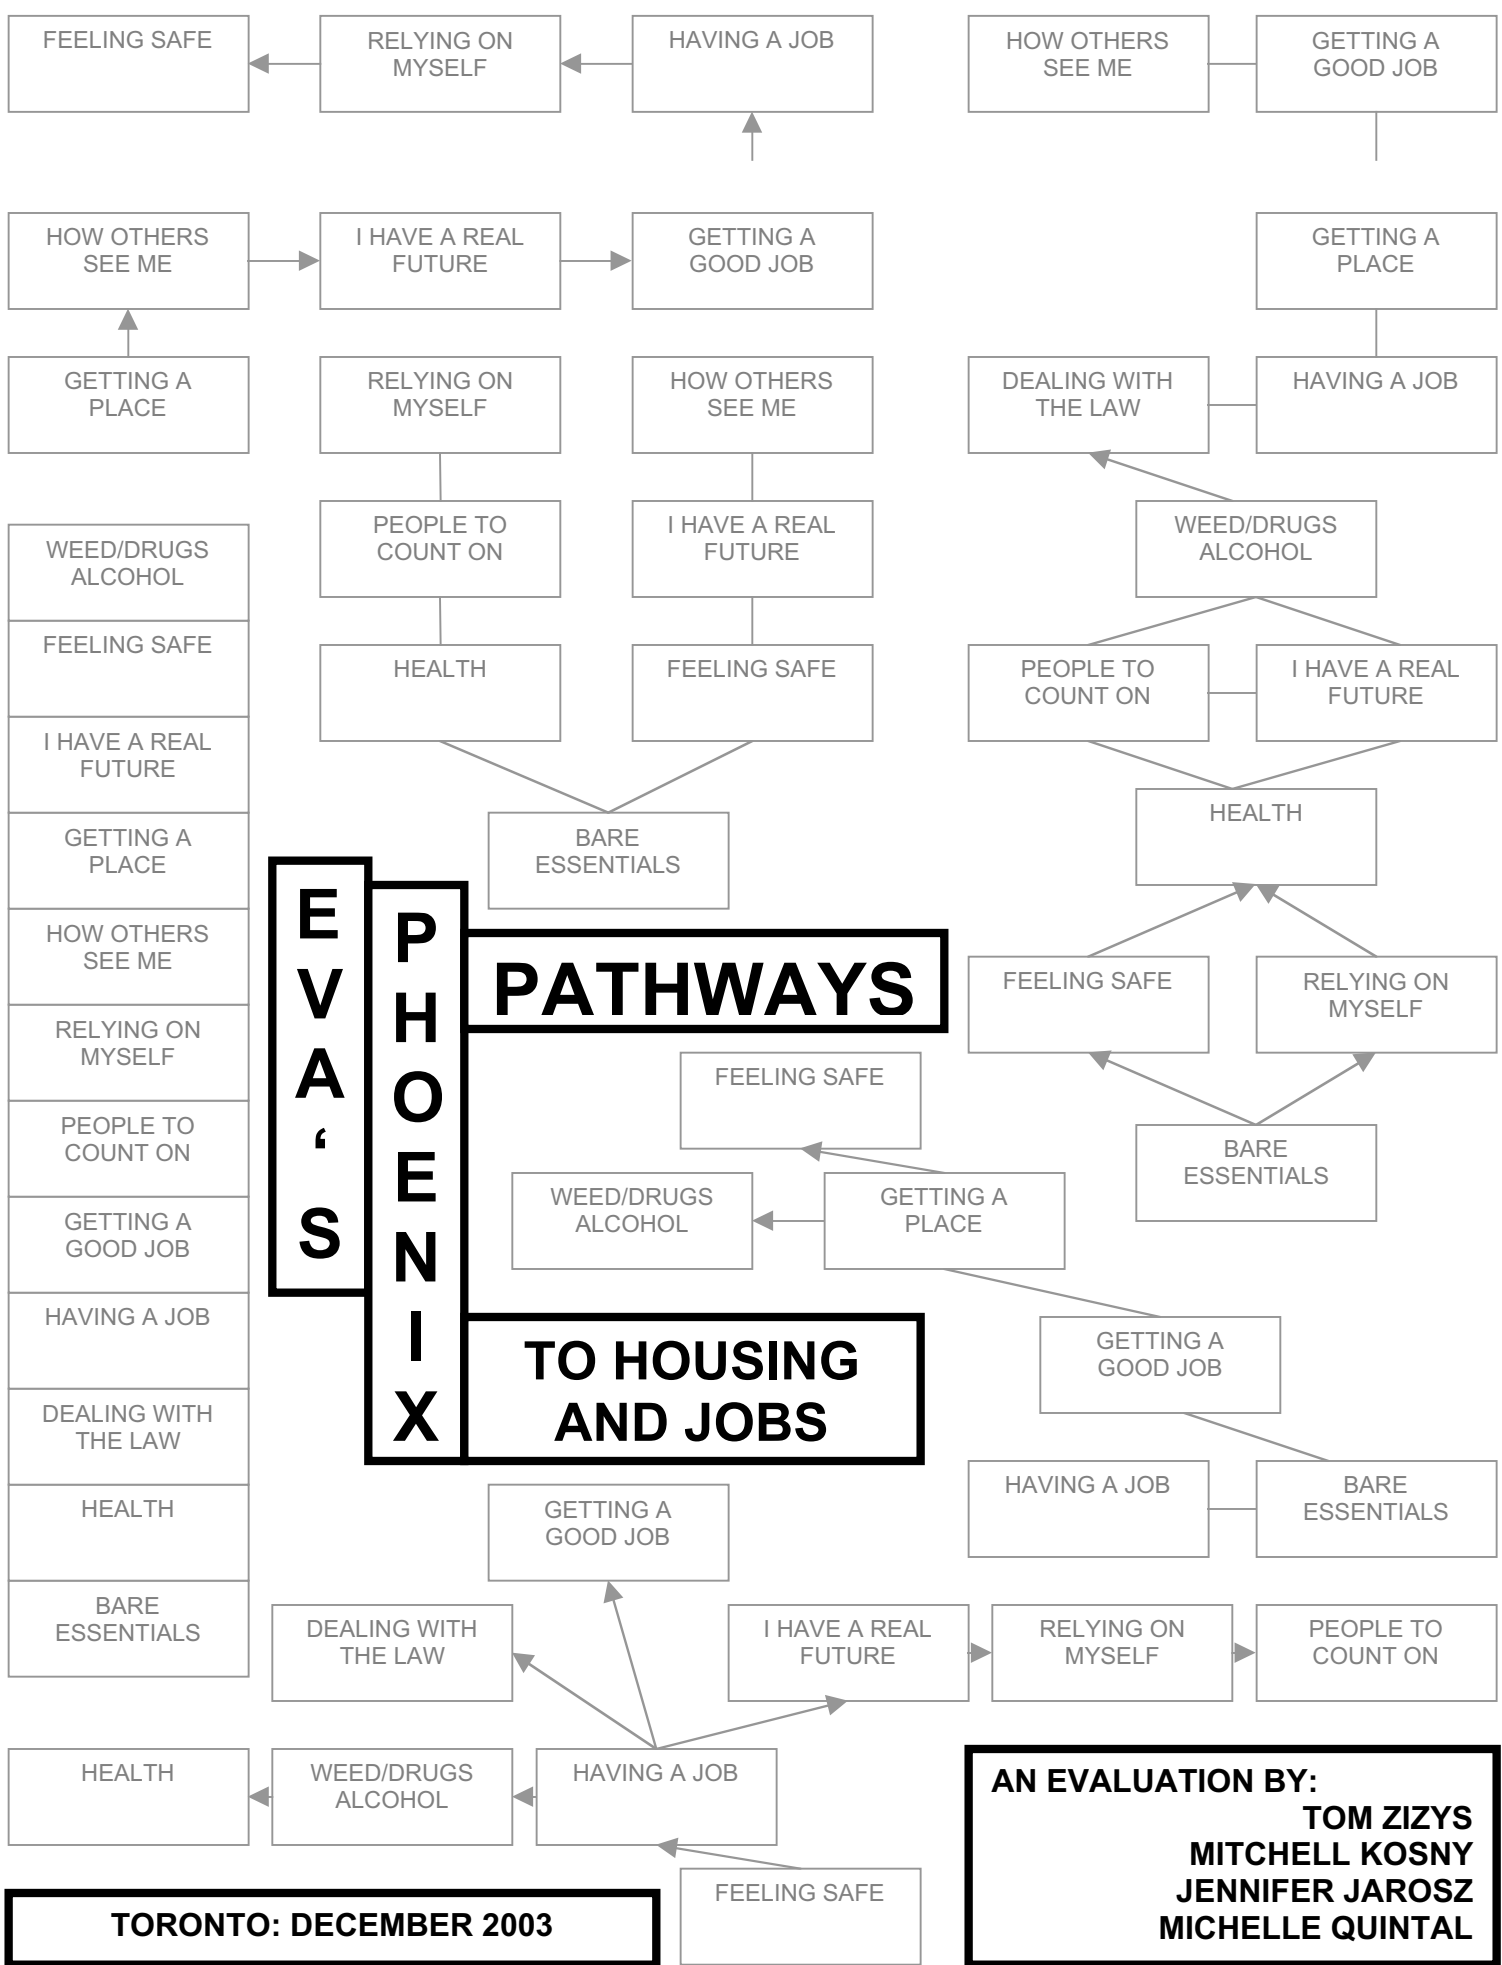 FEELING SAFE
RELYING ON
MYSELF
HAVING A JOB
HOW OTHERS
SEE ME
GETTING A
GOOD JOB
HOW OTHERS
SEE ME
I HAVE A REAL
FUTURE
GETTING A
GOOD JOB
GETTING A
PLACE
GETTING A
PLACE
RELYING ON
MYSELF
HOW OTHERS
SEE ME
DEALING WITH
THE LAW
HAVING A JOB
PEOPLE TO
COUNT ON
I HAVE A REAL
FUTURE
WEED/DRUGS
ALCOHOL
HEALTH
FEELING SAFE
PEOPLE TO
COUNT ON
I HAVE A REAL
FUTURE
BARE
ESSENTIALS
HEALTH
FEELING SAFE
RELYING ON
MYSELF
BARE
ESSENTIALS
WEED/DRUGS
ALCOHOL
FEELING SAFE
I HAVE A REAL
FUTURE
GETTING A
PLACE
HOW OTHERS
SEE ME
RELYING ON
MYSELF
PEOPLE TO
COUNT ON
GETTING A
GOOD JOB
HAVING A JOB
DEALING WITH
THE LAW
HEALTH
BARE
ESSENTIALS
E
V
A
‘
S
P
H
O
E
N
I
X
PATHWAYS
TO HOUSING
AND JOBS
FEELING SAFE
WEED/DRUGS
ALCOHOL
GETTING A
PLACE
GETTING A
GOOD JOB
HAVING A JOB
BARE
ESSENTIALS
GETTING A
GOOD JOB
DEALING WITH
THE LAW
I HAVE A REAL
FUTURE
RELYING ON
MYSELF
PEOPLE TO
COUNT ON
HEALTH
WEED/DRUGS
ALCOHOL
HAVING A JOB
FEELING SAFE
AN EVALUATION BY:
TOM ZIZYS
MITCHELL KOSNY
JENNIFER JAROSZ
MICHELLE QUINTAL
TORONTO: DECEMBER 2003